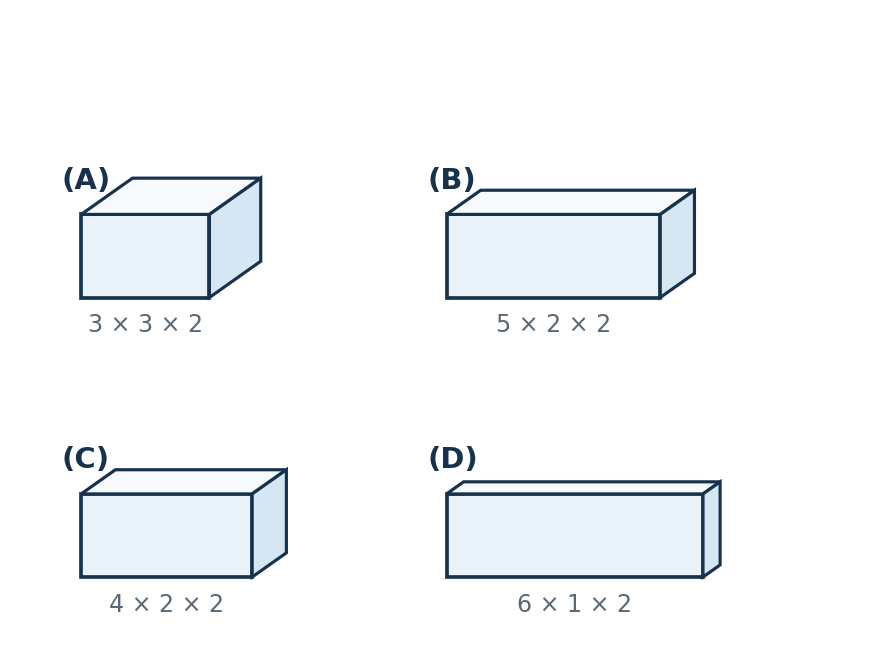 (A)
3 × 3 × 2
(B)
5 × 2 × 2
(C)
4 × 2 × 2
(D)
6 × 1 × 2